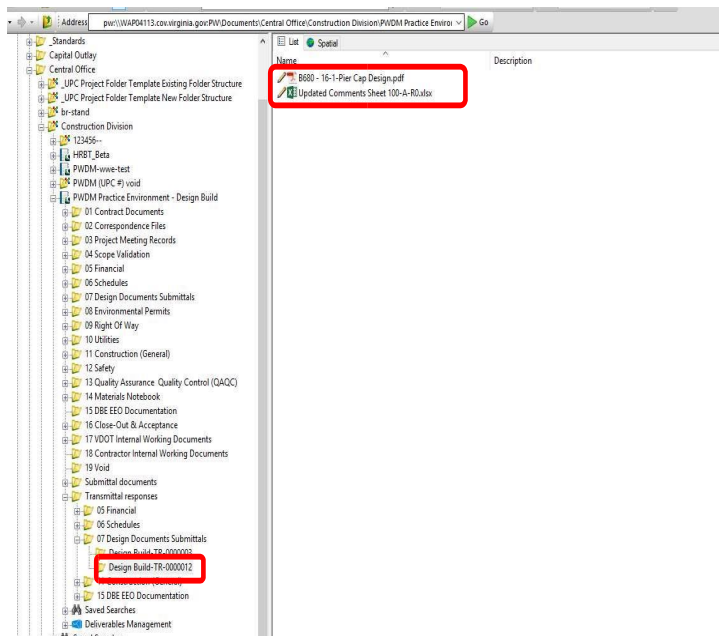 Address pw:\\WAP04113.cov.virginia.gov:PW\Documents\Central Office\Construction Division\PWDM Practice Enviror Go
_Standards
Capital Outlay
Central Office
_UPC Project Folder Template Existing Folder Structure
_UPC Project Folder Template New Folder Structure
br-stand
Construction Division
123456--
HRBT_Beta
PWDM-wwe-test
PWDM (UPC #) void
PWDM Practice Environment - Design Build
01 Contract Documents
02 Correspondence Files
03 Project Meeting Records
04 Scope Validation
05 Financial
06 Schedules
07 Design Documents Submittals
08 Environmental Permits
09 Right Of Way
10 Utilities
11 Construction (General)
12 Safety
13 Quality Assurance Quality Control (QAQC)
14 Materials Notebook
15 DBE EEO Documentation
16 Close-Out & Acceptance
17 VDOT Internal Working Documents
18 Contractor Internal Working Documents
19 Void
Submittal documents
Transmittal responses
05 Financial
06 Schedules
07 Design Documents Submittals
Design Build-TR-0000003
Design Build-TR-0000012
Construction (General)
15 DBE EEO Documentation
Saved Searches
Deliverables Management
List Spatial
Name Description
B680 - 16-1-Pier Cap Design.pdf
Updated Comments Sheet 100-A-R0.xlsx